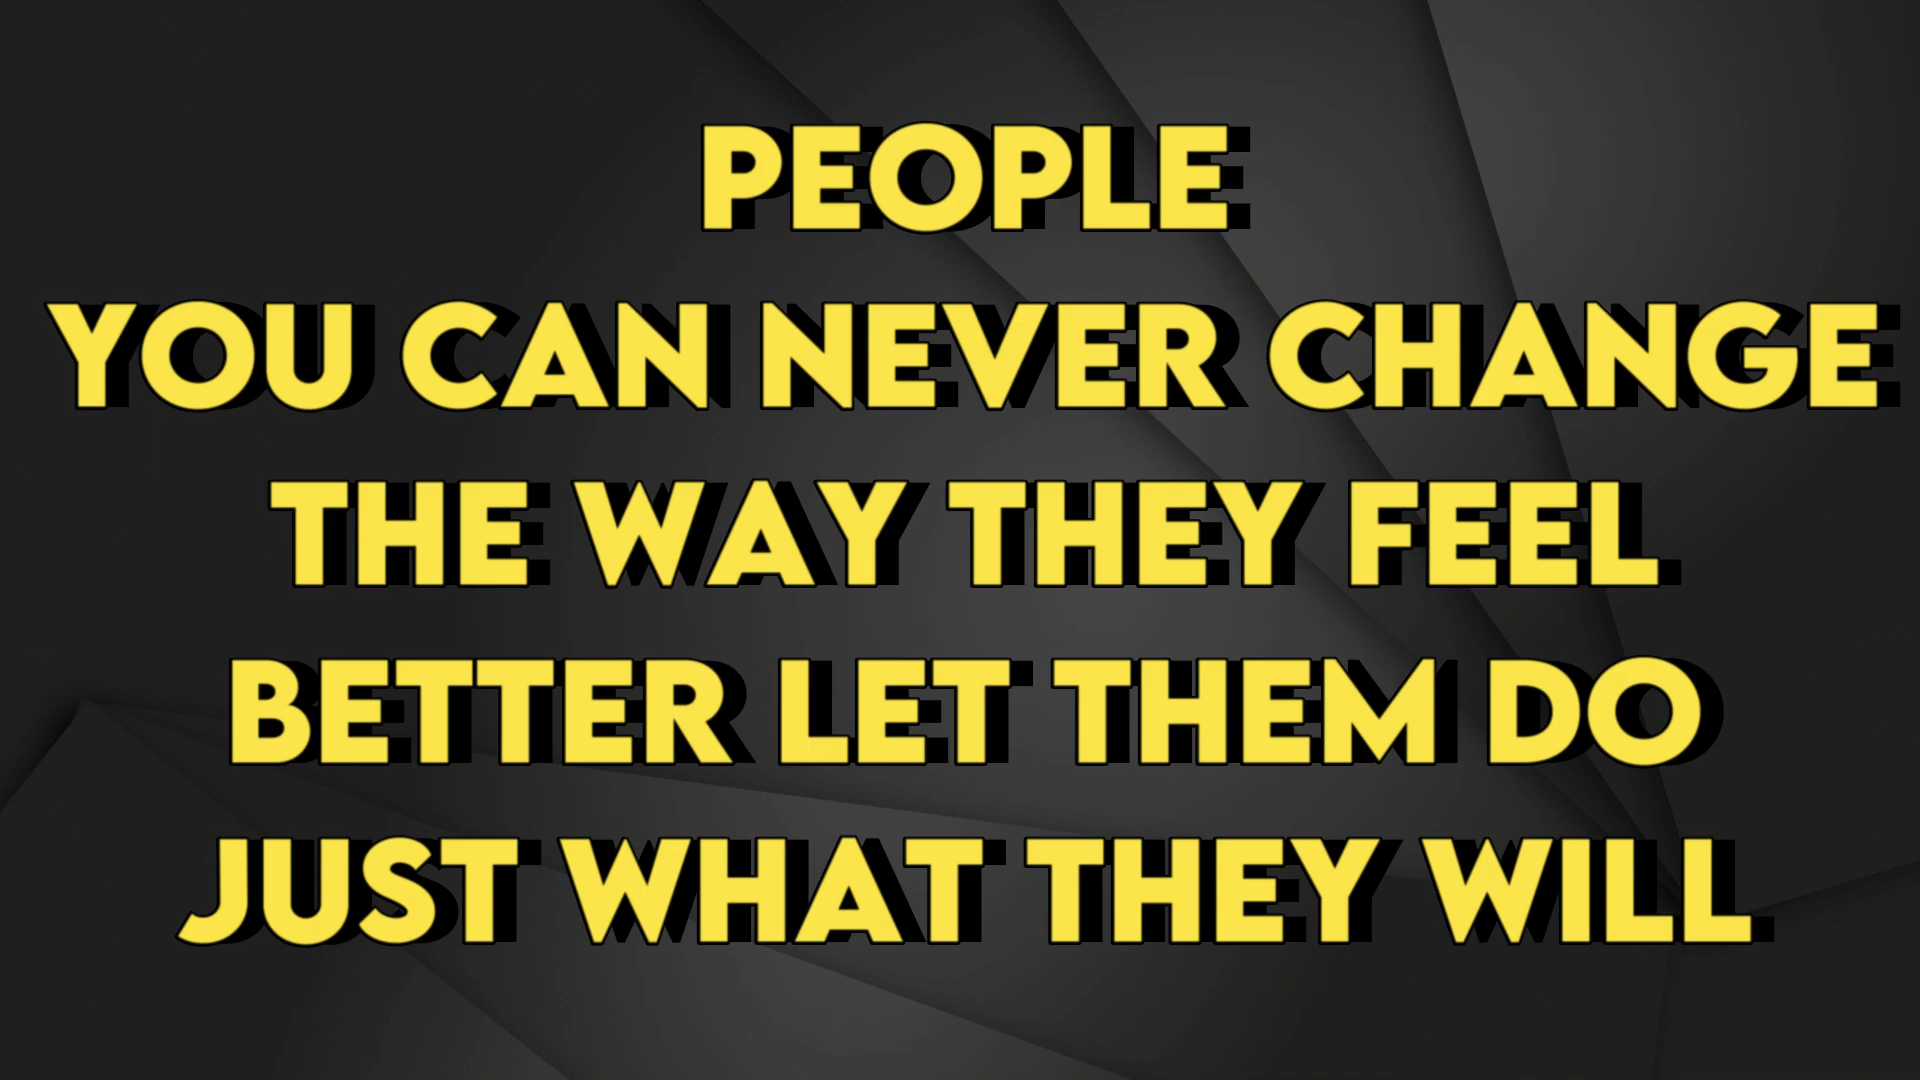 PEOPLE
YOU CAN NEVER CHANGE
THE WAY THEY FEEL
BETTER LET THEM DO
JUST WHAT THEY WILL